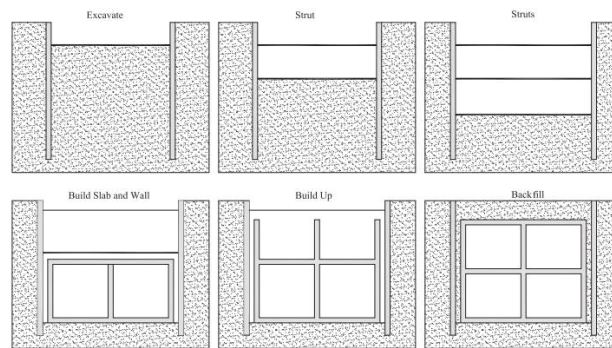 Excavate
Strut
Struts
Build Slab and Wall
Build Up
Backfill